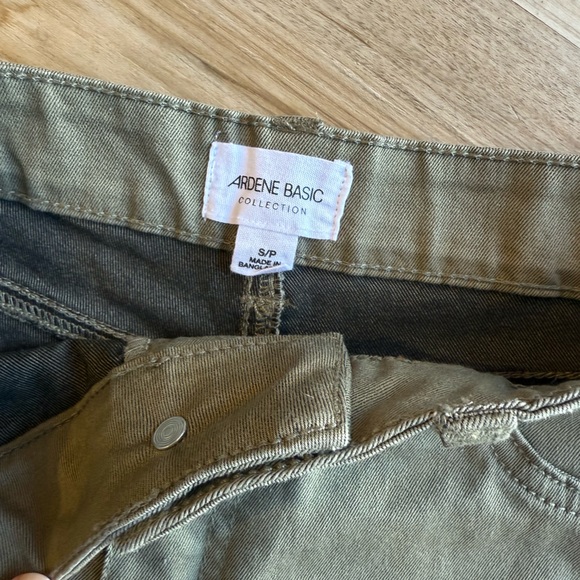 ARDENE BASIC
COLLECTION
S/P
MADE IN